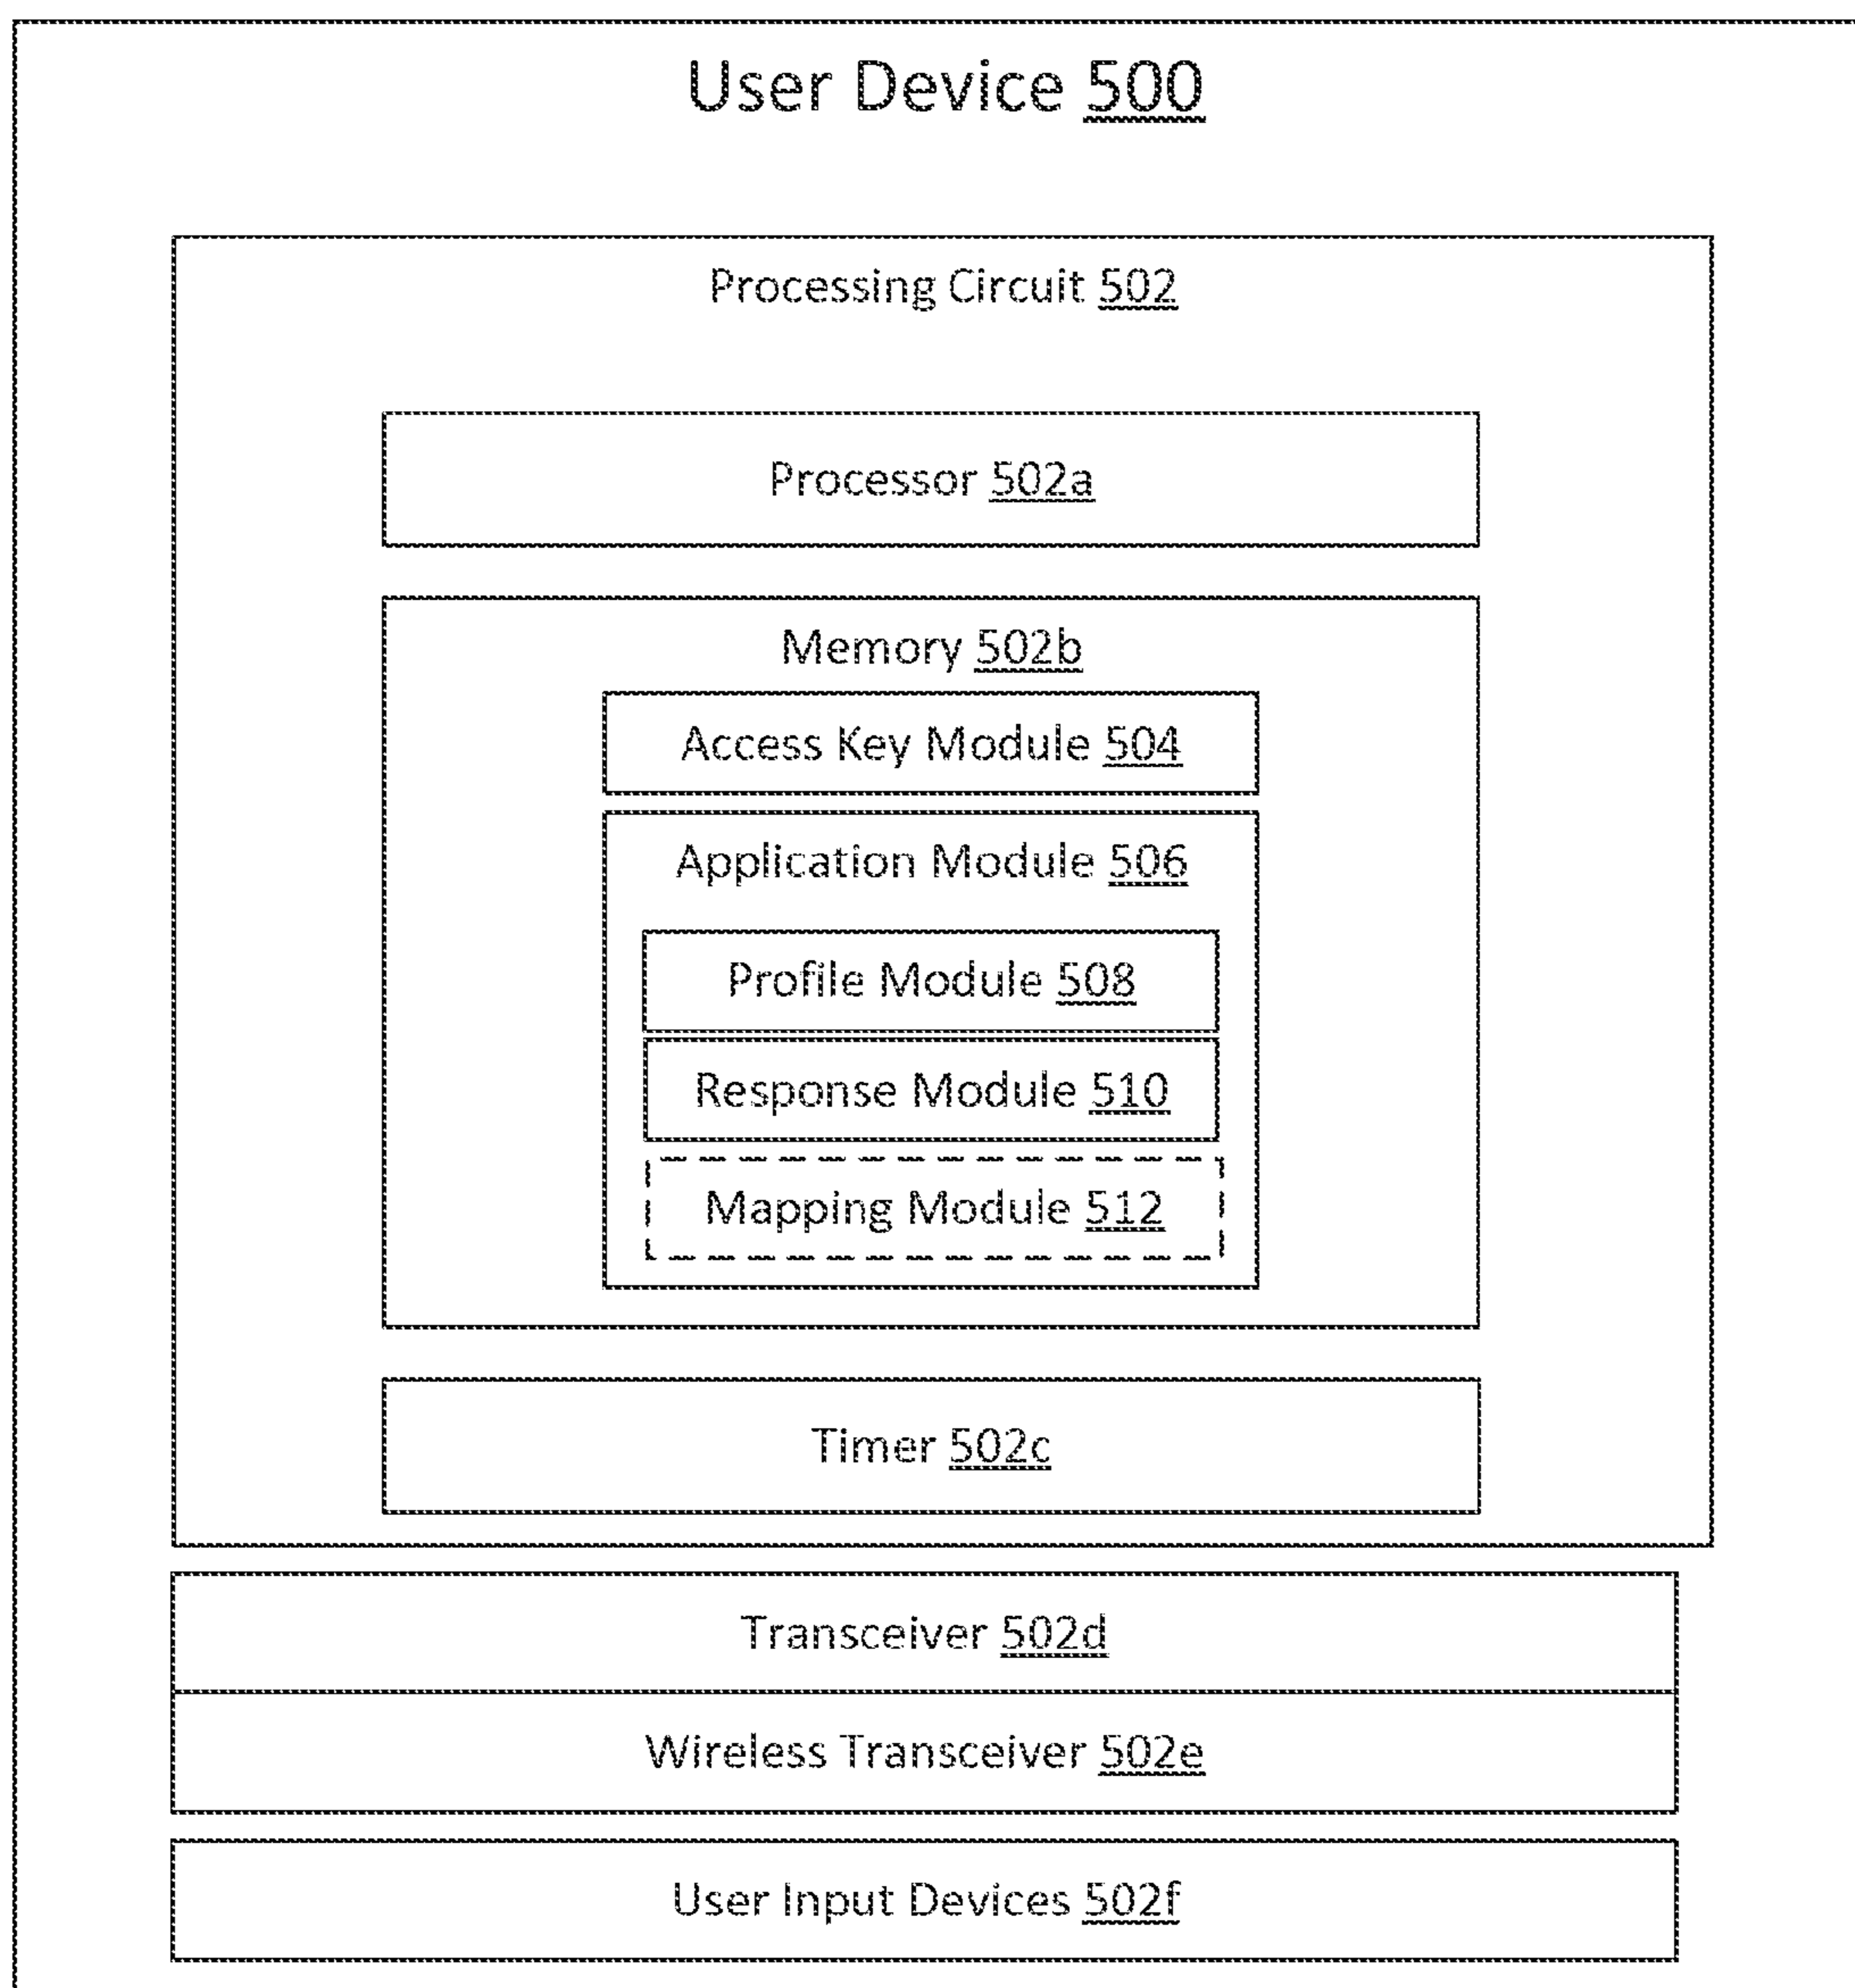 User Device 500
Processing Circuit 502
Processor 502a
Memory 502b
Access Key Module 504
Application Module 506
Profile Module 508
Response Module 510
Mapping Module 512
Timer 502c
Transceiver 502d
Wireless Transceiver 502e
User Input Devices 502f